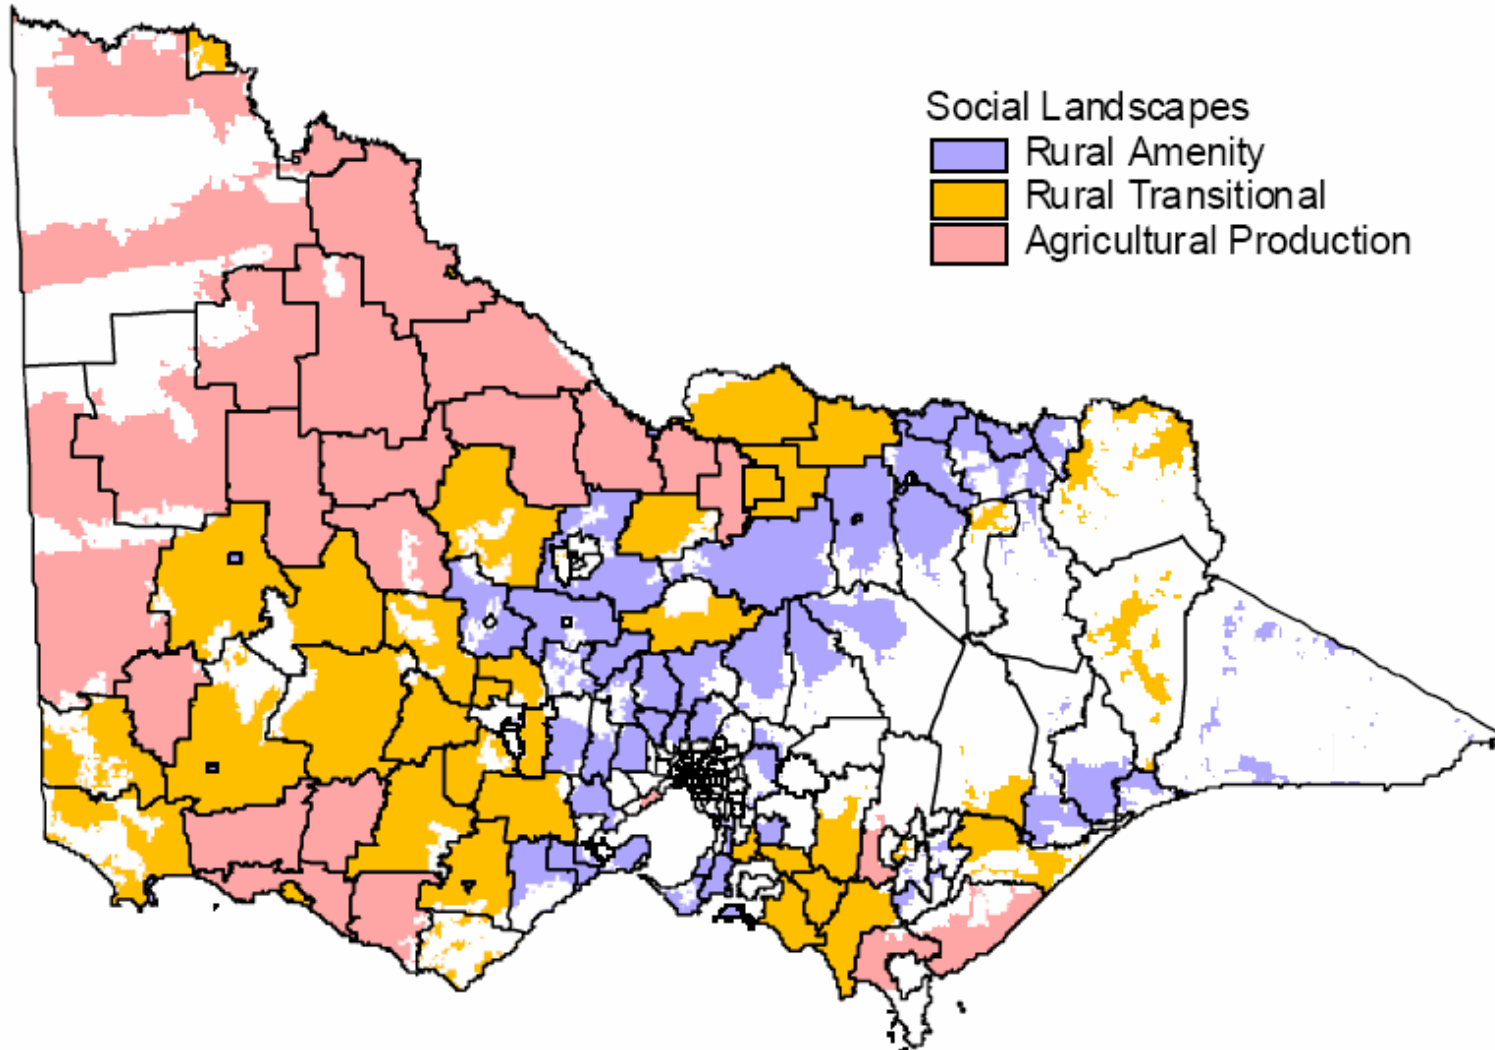 Social Landscapes
Rural Amenity
Rural Transitional
Agricultural Production